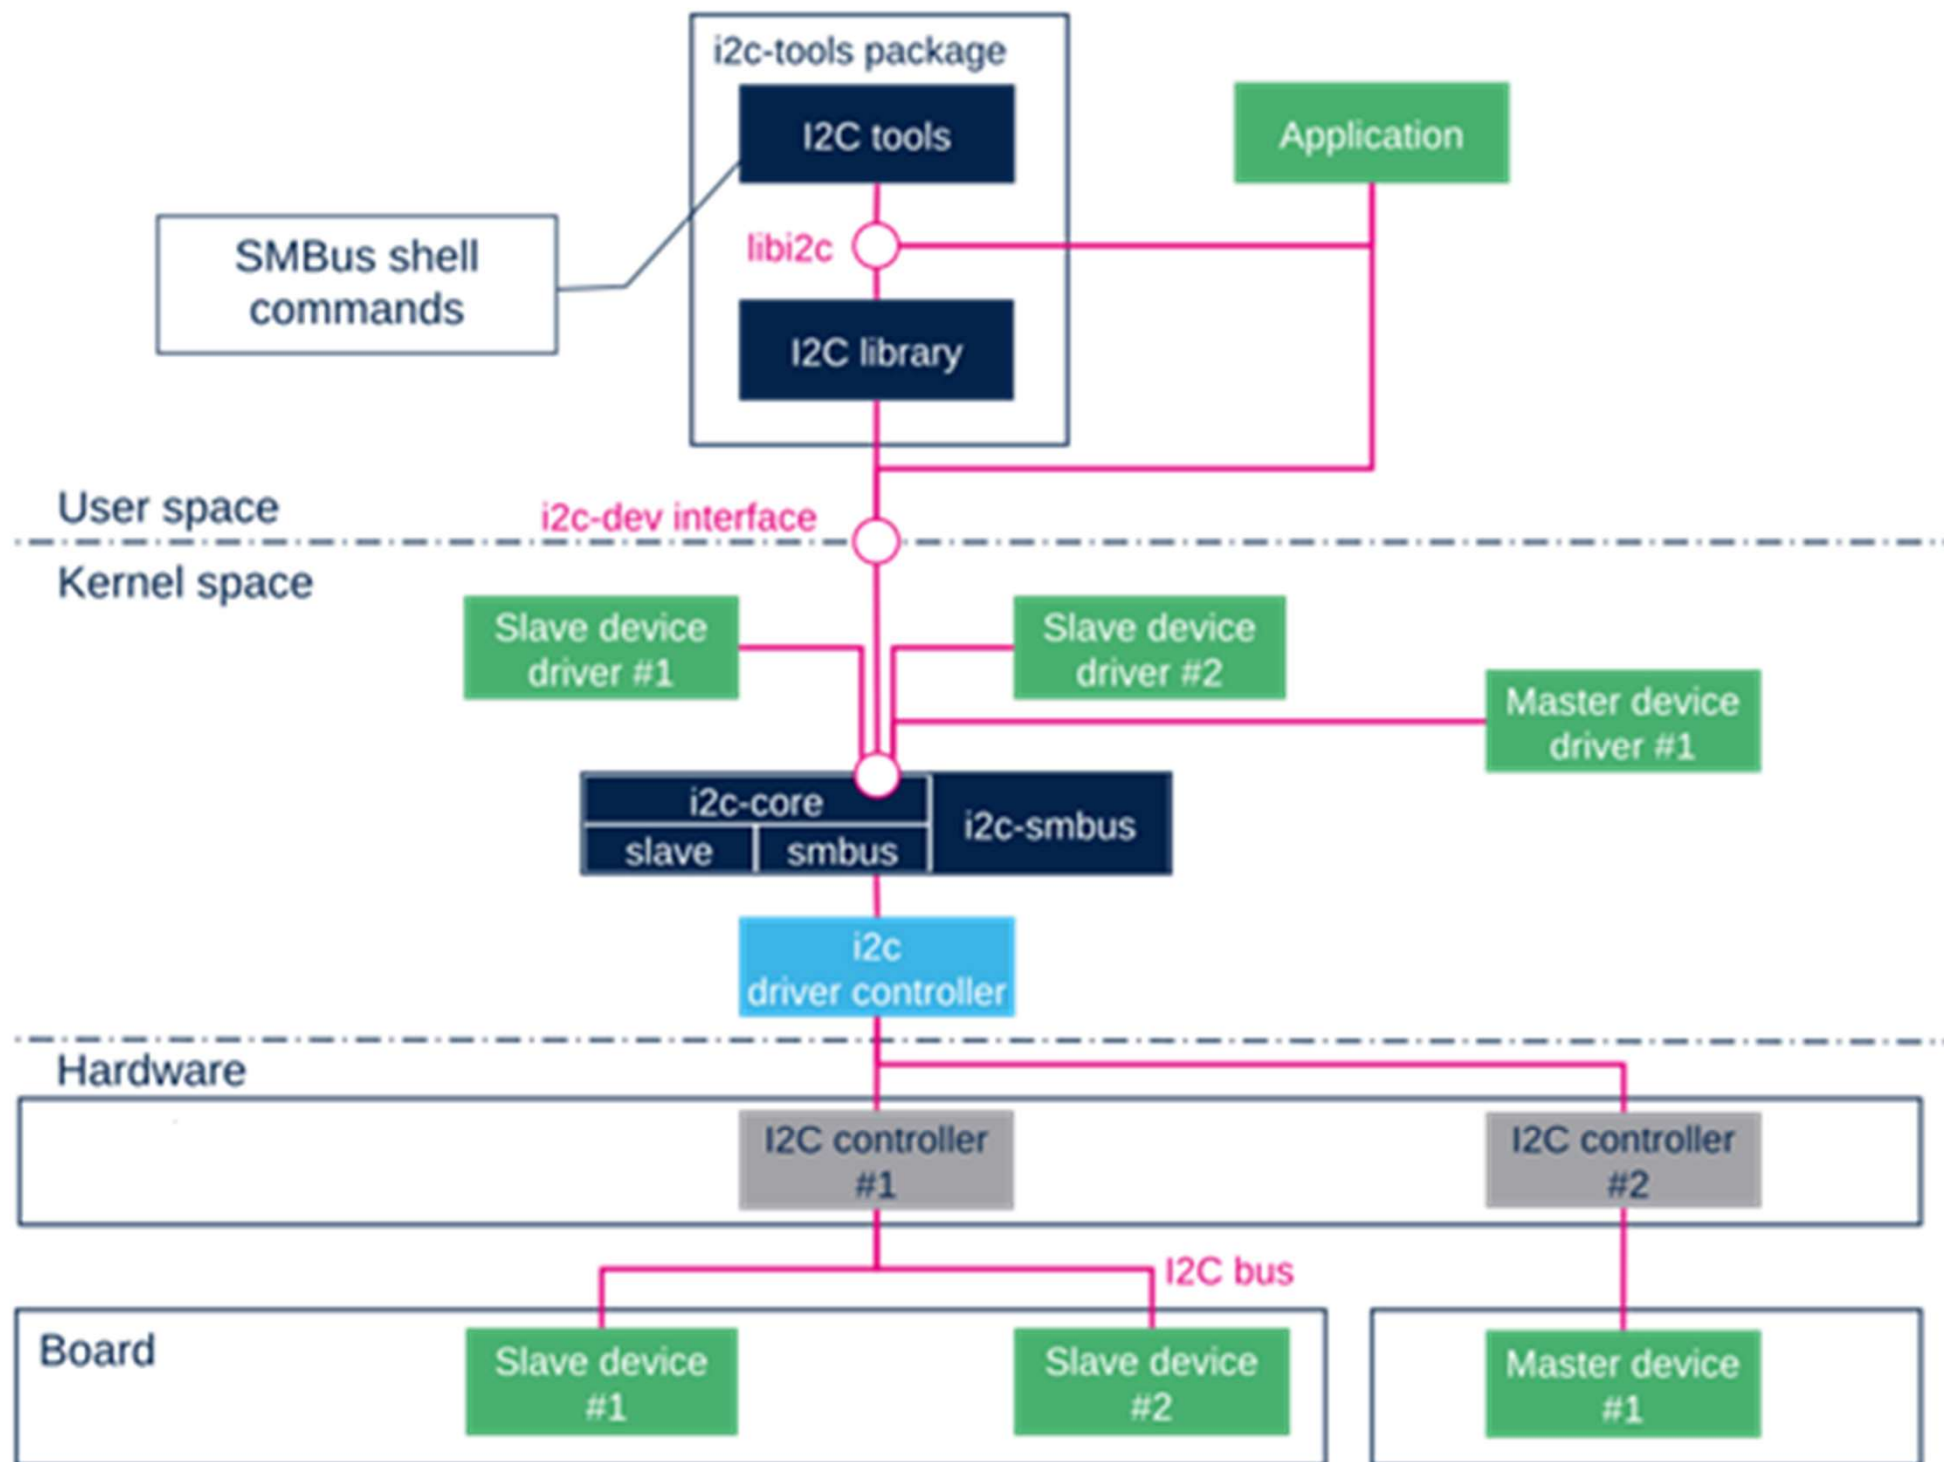 i2c-tools package
I2C tools
Application
SMBus shell
commands
libi2c
I2C library
User space
i2c-dev interface
Kernel space
Slave device
driver #1
Slave device
driver #2
Master device
driver #1
i2c-core
slave
smbus
i2c-smbus
i2c
driver controller
Hardware
I2C controller
#1
I2C controller
#2
I2C bus
Board
Slave device
#1
Slave device
#2
Master device
#1